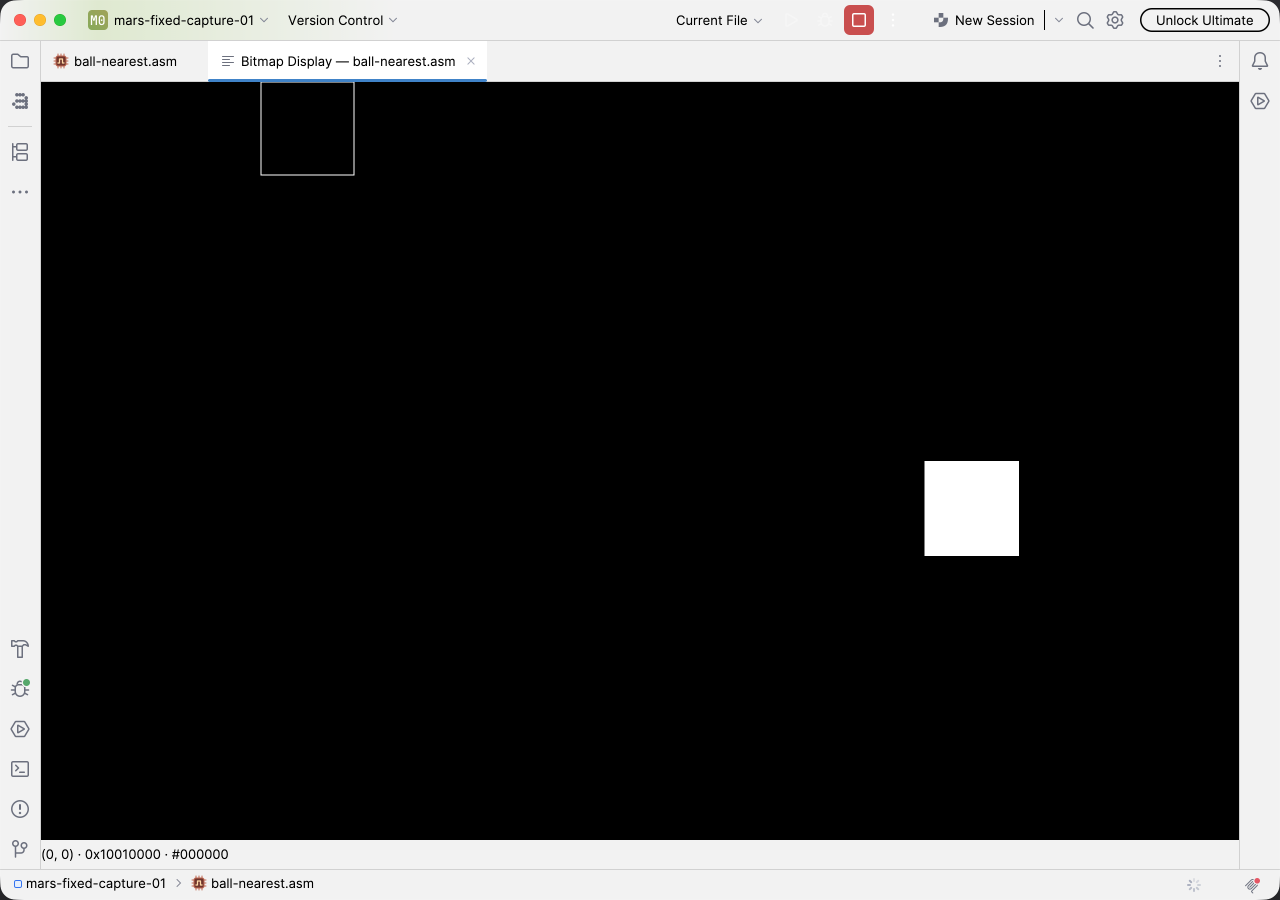 M0 mars-fixed-capture-01 Version Control Current File New Session Unlock Ultimate
ball-nearest.asm Bitmap Display — ball-nearest.asm
(0, 0) · 0x10010000 · #000000
mars-fixed-capture-01 ball-nearest.asm